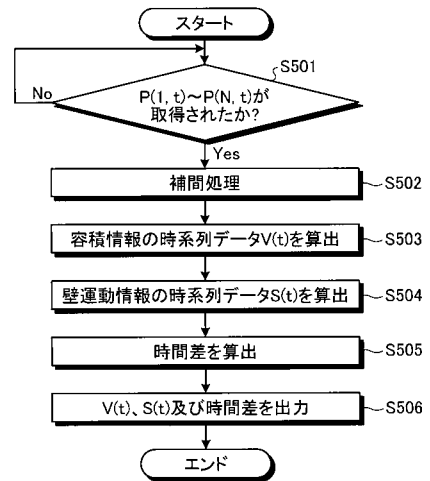 スタート
S501
No
P(1, t)～P(N, t)が
取得されたか?
Yes
補間処理
S502
容積情報の時系列データV(t)を算出
S503
壁運動情報の時系列データS(t)を算出
S504
時間差を算出
S505
V(t)、S(t)及び時間差を出力
S506
エンド